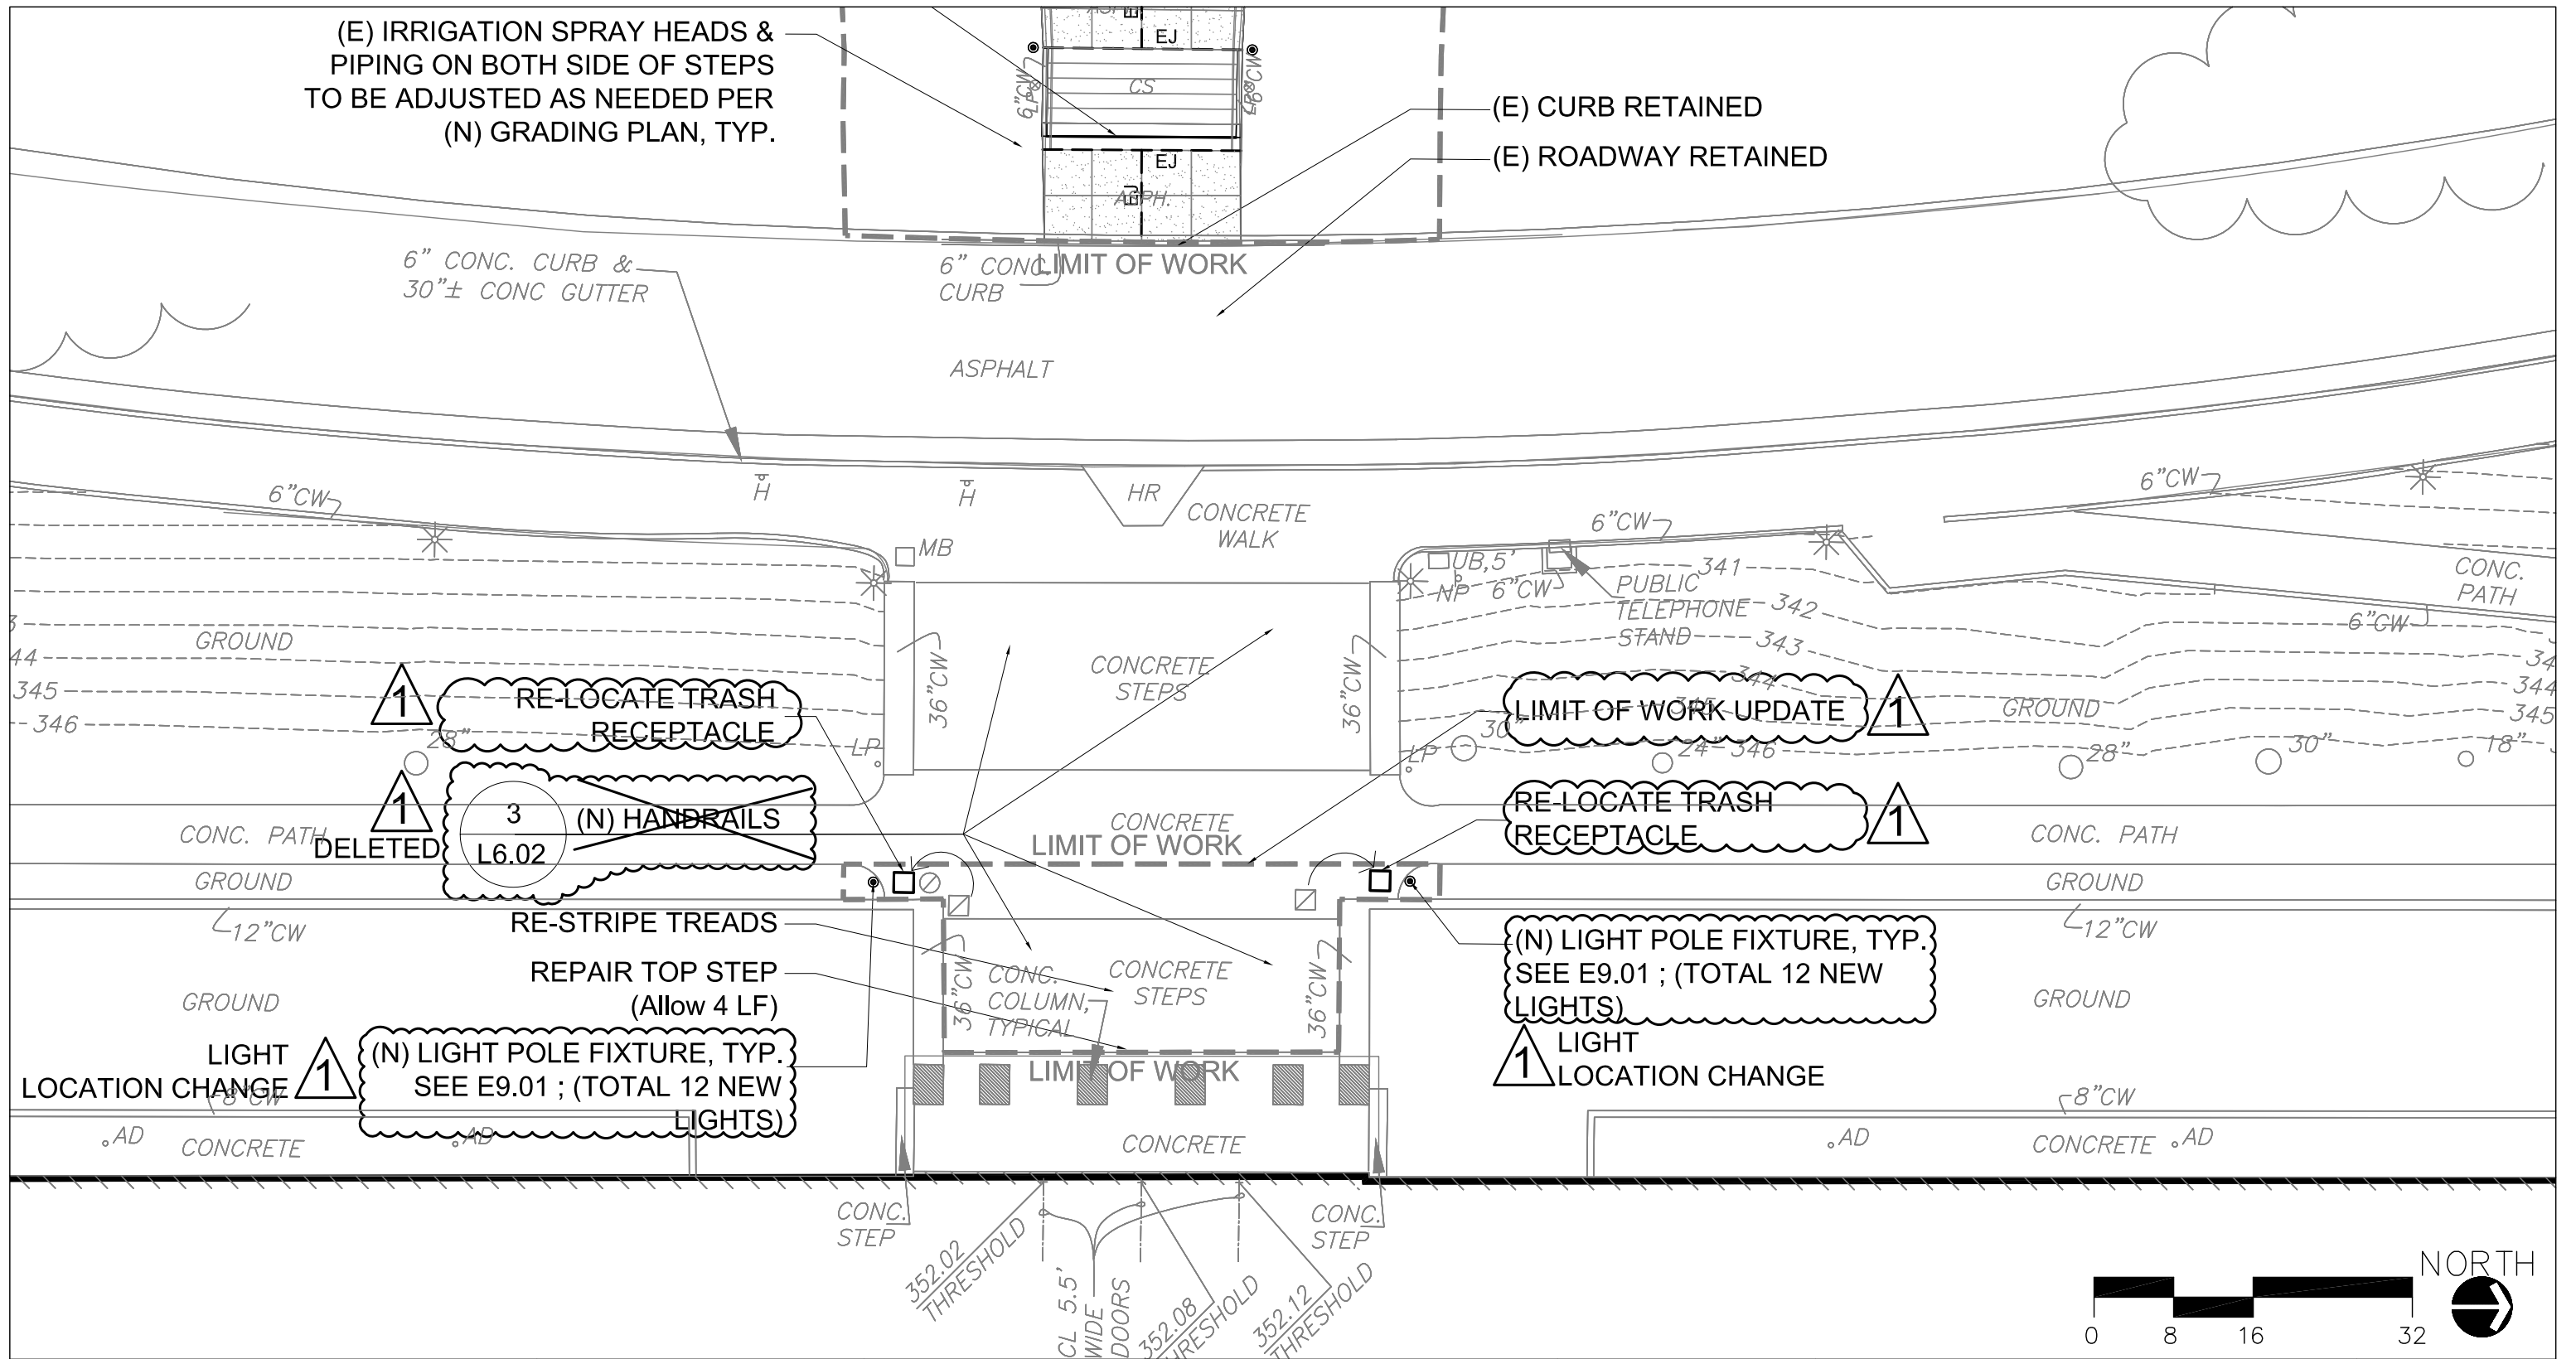 (E) IRRIGATION SPRAY HEADS &
PIPING ON BOTH SIDE OF STEPS
TO BE ADJUSTED AS NEEDED PER
(N) GRADING PLAN, TYP.
EJ
EJ
CS
6"CW
6"CW
EJ
EJ
ASPH.
(E) CURB RETAINED
(E) ROADWAY RETAINED
6" CONC. CURB &
30"± CONC GUTTER
6" CONC.
CURB
LIMIT OF WORK
ASPHALT
6"CW
H
H
HR
CONCRETE
WALK
6"CW
6"CW
MB
UB,5'
NP
6"CW
PUBLIC
TELEPHONE
STAND
341
342
343
344
345
346
CONC.
PATH
6"CW
GROUND
44
345
346
36"CW
CONCRETE
STEPS
36"CW
344
345
GROUND
1
RE-LOCATE TRASH
RECEPTACLE
LIMIT OF WORK UPDATE
1
28"
LP
LP
30"
24"
28"
30"
18"
1
DELETED
3
L6.02
(N) HANDRAILS
RE-LOCATE TRASH
RECEPTACLE
1
CONC. PATH
CONCRETE
LIMIT OF WORK
CONC. PATH
GROUND
GROUND
12"CW
12"CW
RE-STRIPE TREADS
REPAIR TOP STEP
(Allow 4 LF)
36"CW
CONC.
COLUMN,
TYPICAL
CONCRETE
STEPS
36"CW
(N) LIGHT POLE FIXTURE, TYP.
SEE E9.01 ; (TOTAL 12 NEW
LIGHTS)
GROUND
GROUND
LIGHT
LOCATION CHANGE
1
(N) LIGHT POLE FIXTURE, TYP.
SEE E9.01 ; (TOTAL 12 NEW
LIGHTS)
1
LIGHT
LOCATION CHANGE
LIMIT OF WORK
8"CW
8"CW
AD
CONCRETE
AD
CONCRETE
AD
CONCRETE
AD
CONC.
STEP
CONC.
STEP
352.02
THRESHOLD
CL 5.5'
WIDE
DOORS
352.08
THRESHOLD
352.12
THRESHOLD
NORTH
0 8 16 32